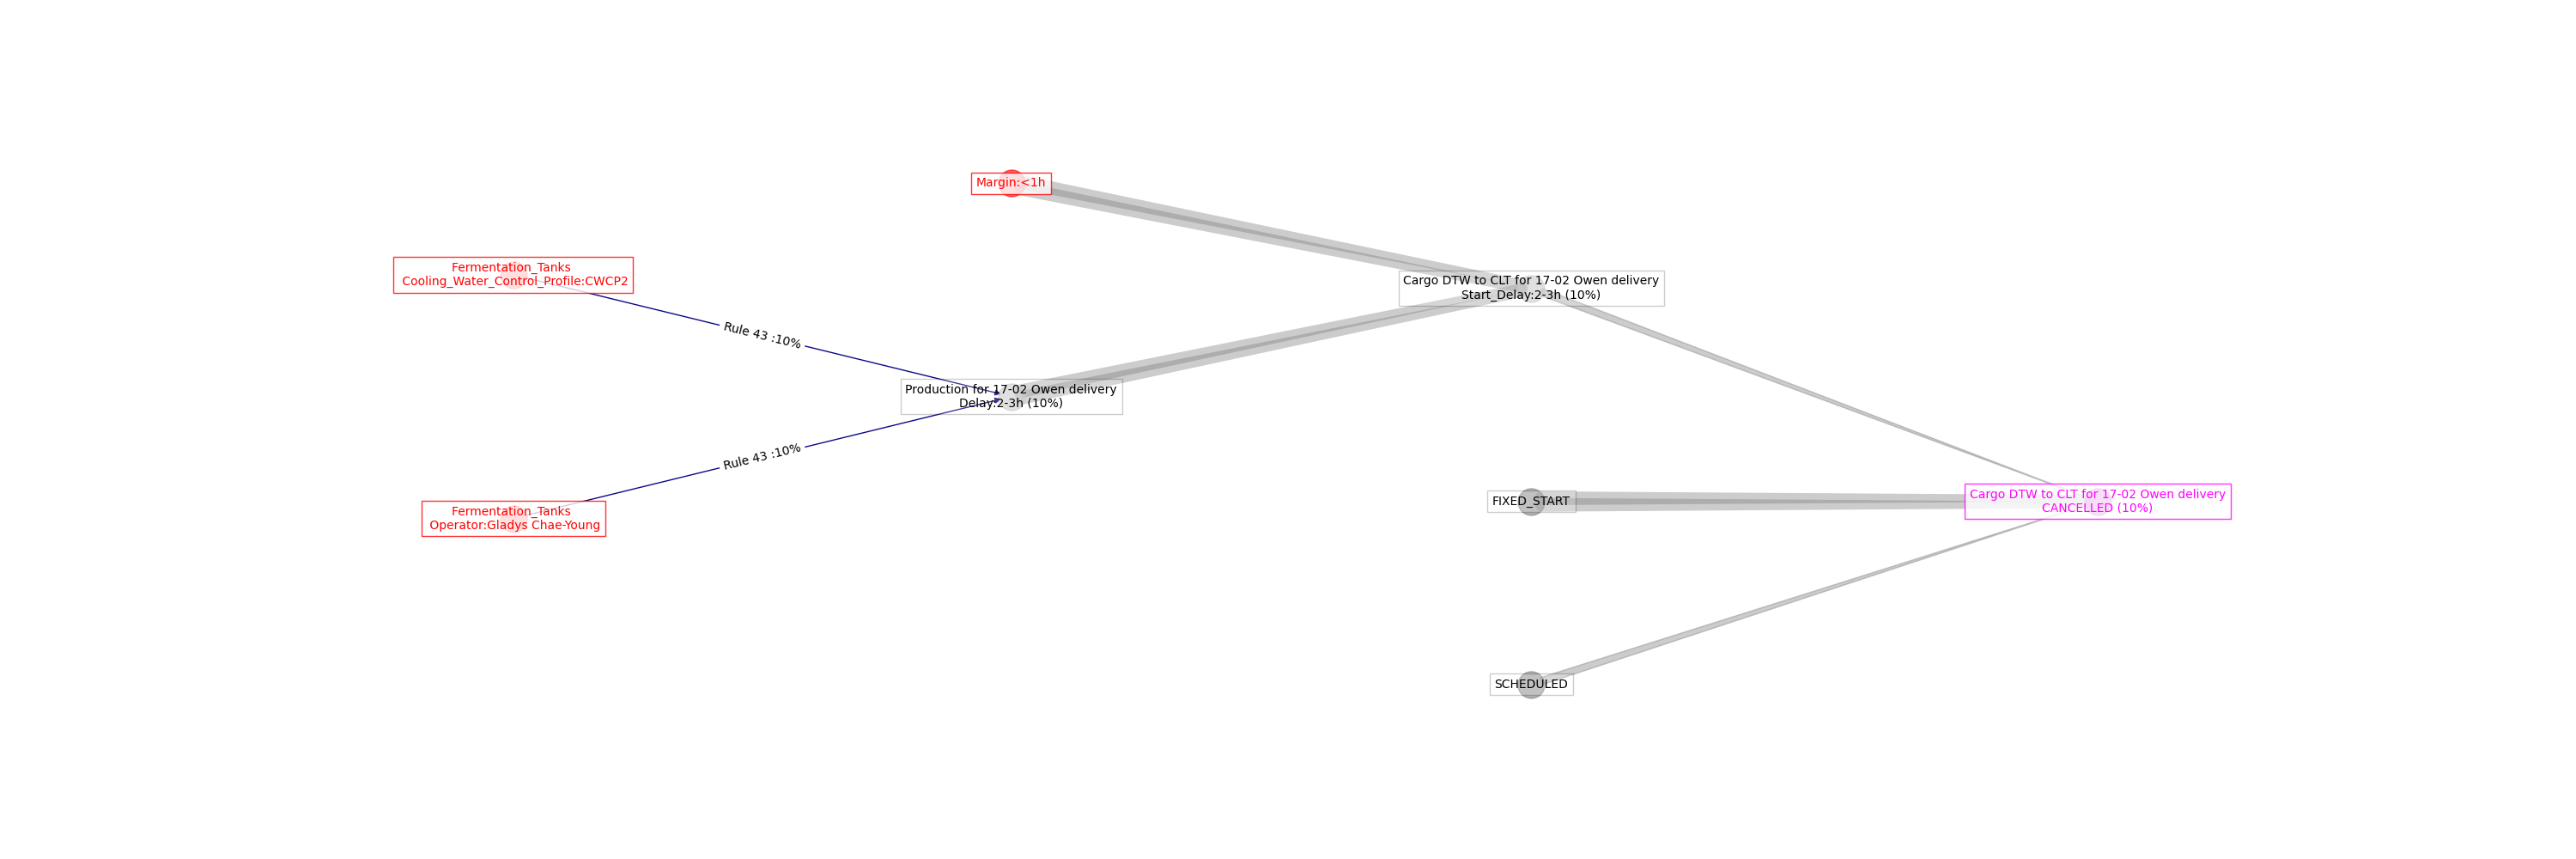 Margin:<1h
Fermentation_Tanks
Cooling_Water_Control_Profile:CWCP2
Cargo DTW to CLT for 17-02 Owen delivery
Start_Delay:2-3h (10%)
Rule 43 :10%
Production for 17-02 Owen delivery
Delay:2-3h (10%)
Rule 43 :10%
Fermentation_Tanks
Operator:Gladys Chae-Young
FIXED_START
Cargo DTW to CLT for 17-02 Owen delivery
CANCELLED (10%)
SCHEDULED